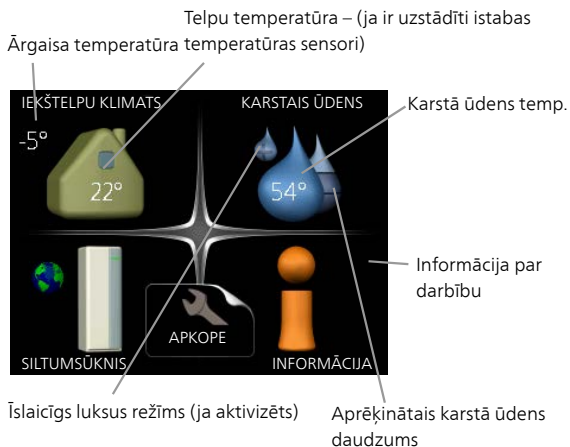 Telpu temperatūra – (ja ir uzstādīti istabas
Ārgaisa temperatūra temperatūras sensori)
IEKŠTELPU KLIMATS
KARSTAIS ŪDENS
Karstā ūdens temp.
-5°
22°
54°
Informācija par
darbību
APKOPE
SILTUMSŪKNIS
INFORMĀCIJA
Īslaicīgs luksus režīms (ja aktivizēts)
Aprēķinātais karstā ūdens
daudzums